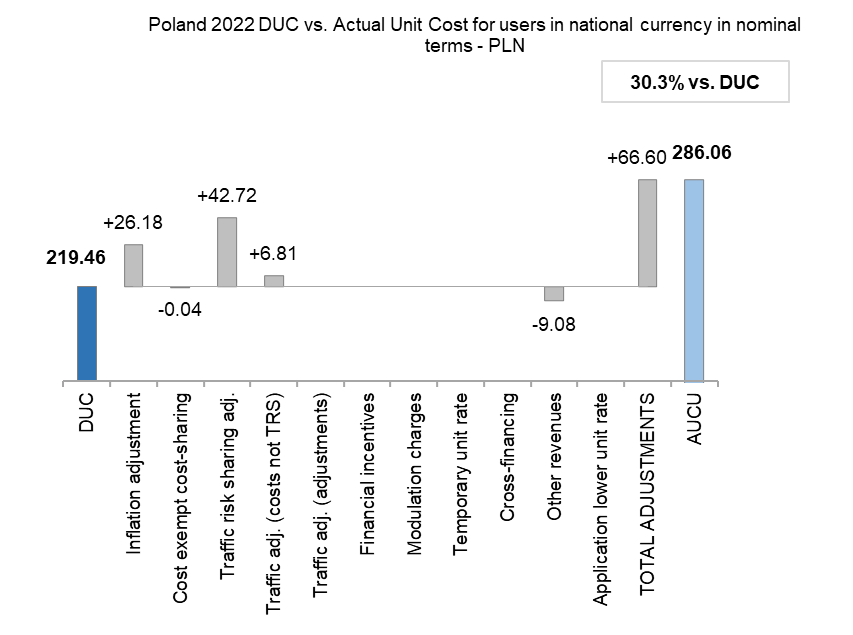 Poland 2022 DUC vs. Actual Unit Cost for users in national currency in nominal
terms - PLN
30.3% vs. DUC
219.46
+26.18
-0.04
+42.72
+6.81
-9.08
+66.60
286.06
DUC
Inflation adjustment
Cost exempt cost-sharing
Traffic risk sharing adj.
Traffic adj. (costs not TRS)
Traffic adj. (adjustments)
Financial incentives
Modulation charges
Temporary unit rate
Cross-financing
Other revenues
Application lower unit rate
TOTAL ADJUSTMENTS
AUCU